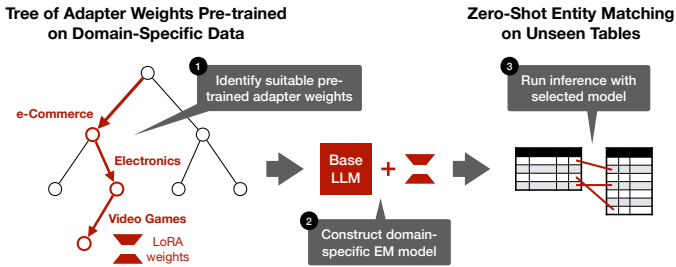 Tree of Adapter Weights Pre-trained
on Domain-Specific Data
Zero-Shot Entity Matching
on Unseen Tables
1
Identify suitable pre-
trained adapter weights
3
Run inference with
selected model
e-Commerce
Electronics
Video Games
LoRA
weights
Base
LLM
+
2
Construct domain-
specific EM model